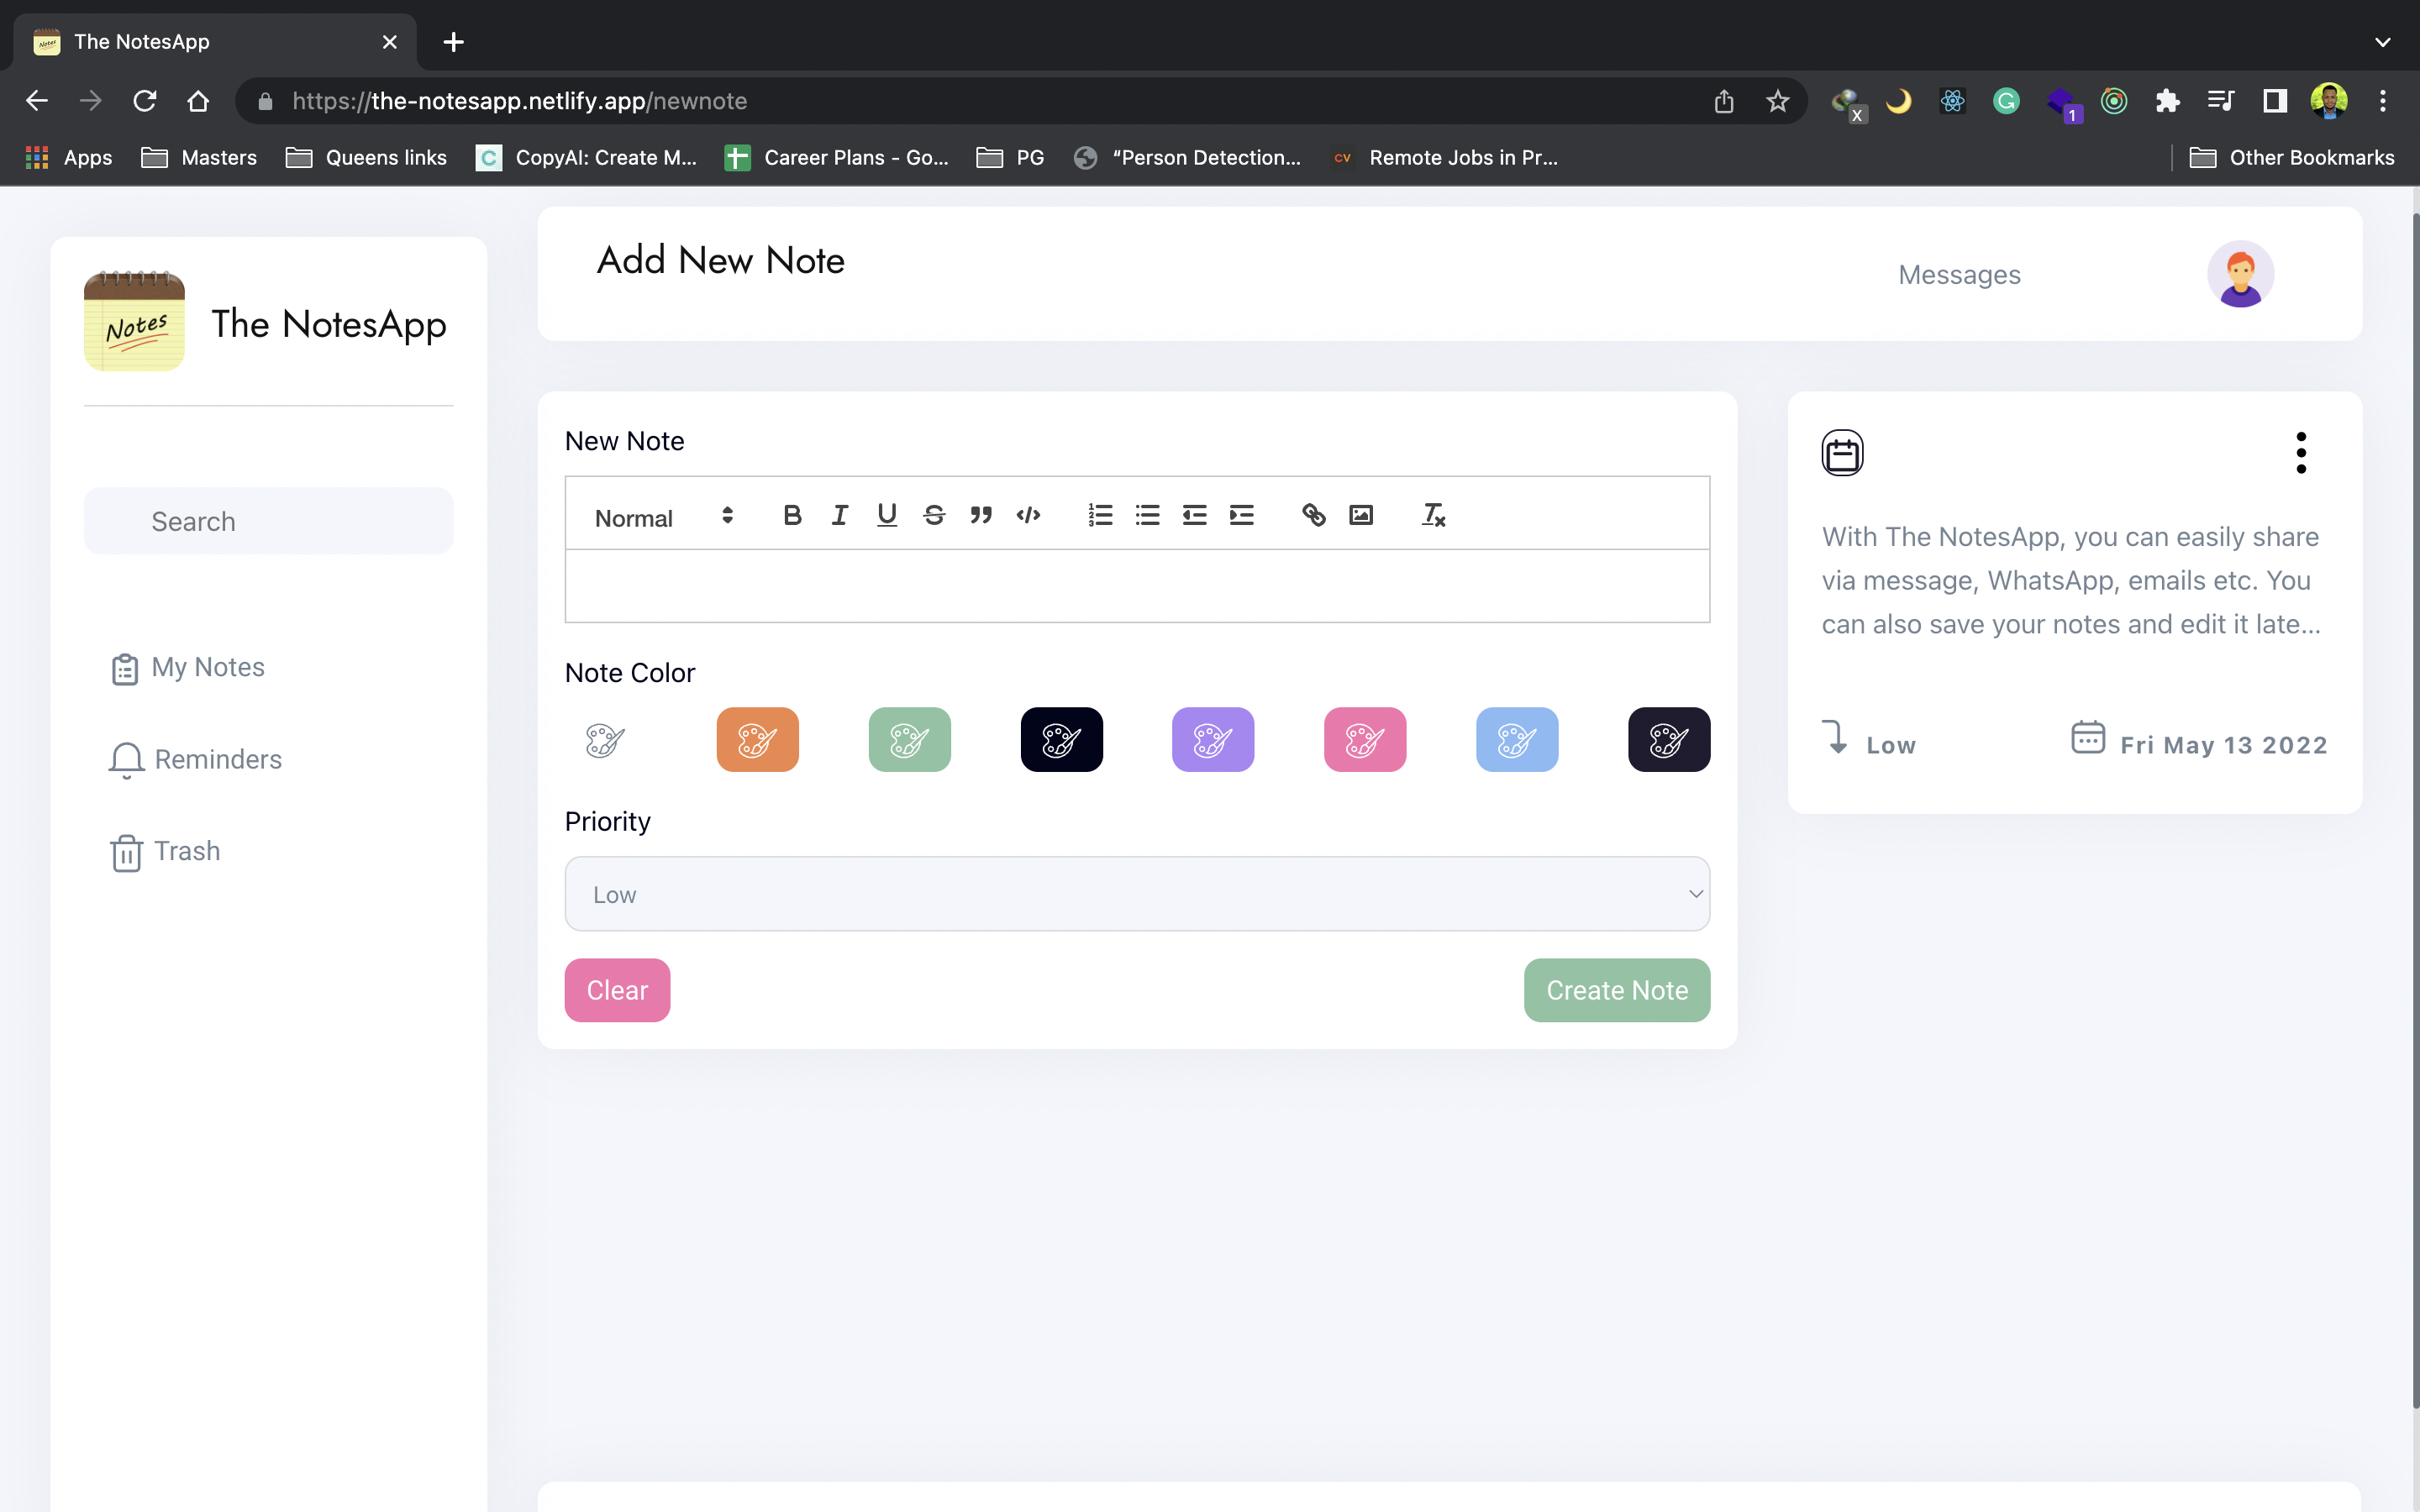 The NotesApp
https://the-notesapp.netlify.app/newnote
X
1
Apps
Masters
Queens links
CopyAI: Create M...
Career Plans - Go...
PG
“Person Detection...
CV
Remote Jobs in Pr...
Other Bookmarks
Notes
The NotesApp
Search
My Notes
Reminders
Trash
Add New Note
Messages
New Note
Normal
Note Color
Priority
Low
Clear
Create Note
With The NotesApp, you can easily share
via message, WhatsApp, emails etc. You
can also save your notes and edit it late...
Low
Fri May 13 2022